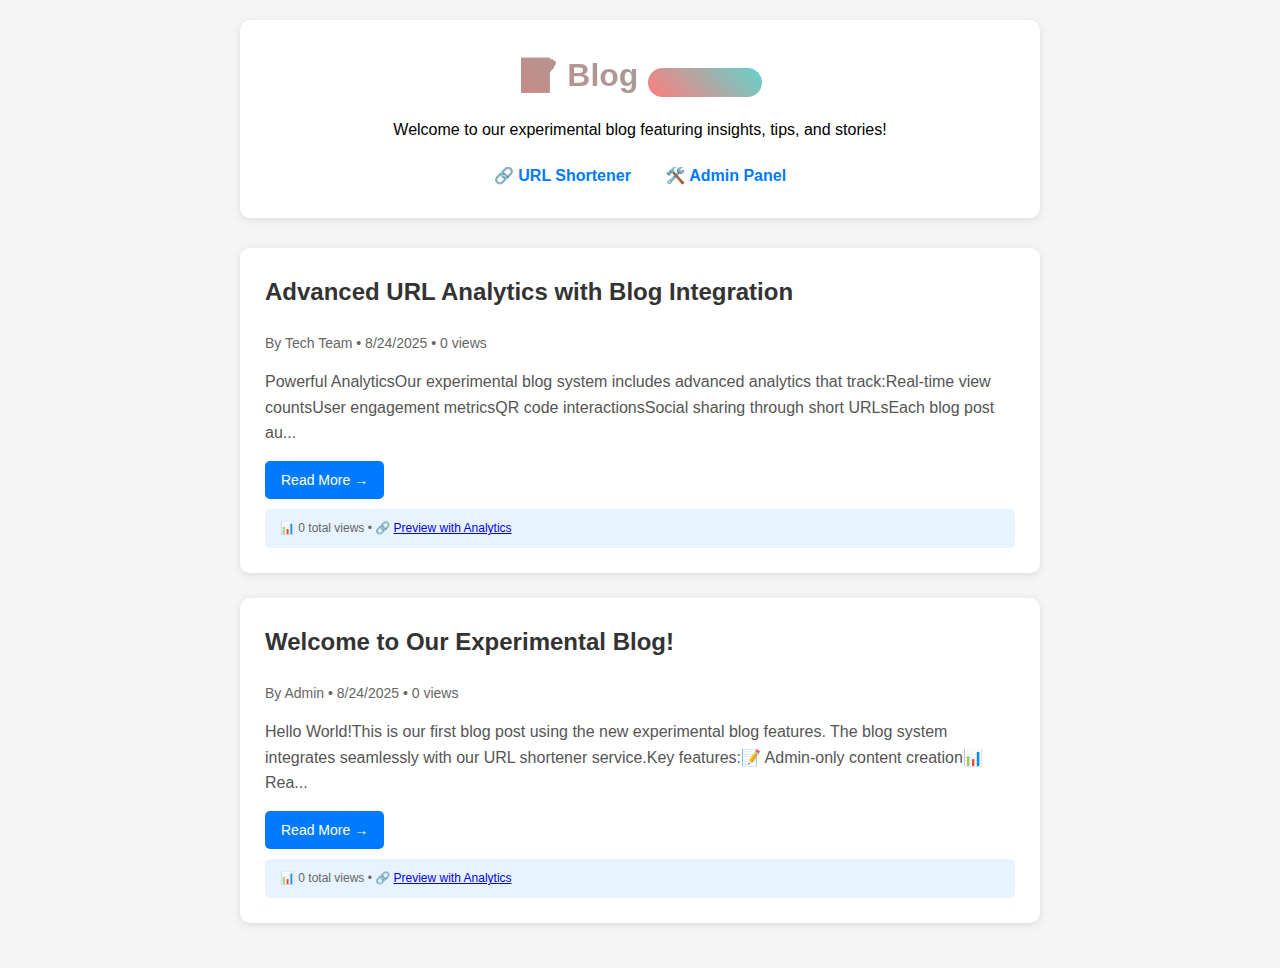 Blog
Welcome to our experimental blog featuring insights, tips, and stories!
🔗 URL Shortener 🛠️ Admin Panel
Advanced URL Analytics with Blog Integration
By Tech Team • 8/24/2025 • 0 views
Powerful AnalyticsOur experimental blog system includes advanced analytics that track:Real-time view
countsUser engagement metricsQR code interactionsSocial sharing through short URLsEach blog post
au...
Read More →
📊 0 total views • 🔗 Preview with Analytics
Welcome to Our Experimental Blog!
By Admin • 8/24/2025 • 0 views
Hello World!This is our first blog post using the new experimental blog features. The blog system
integrates seamlessly with our URL shortener service.Key features:📝 Admin-only content creation📊
Rea...
Read More →
📊 0 total views • 🔗 Preview with Analytics